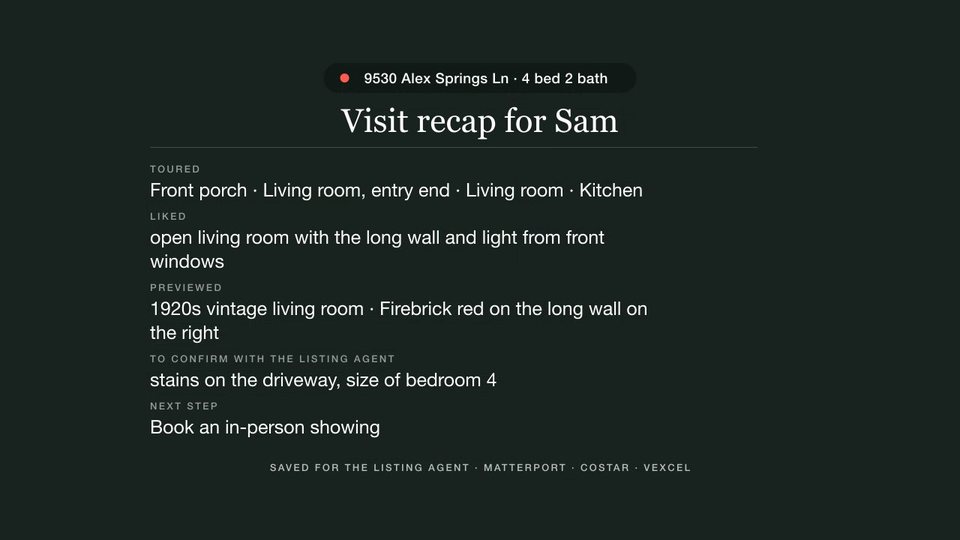 9530 Alex Springs Ln · 4 bed 2 bath
Visit recap for Sam
TOURED
Front porch · Living room, entry end · Living room · Kitchen
LIKED
open living room with the long wall and light from front
windows
PREVIEWED
1920s vintage living room · Firebrick red on the long wall on
the right
TO CONFIRM WITH THE LISTING AGENT
stains on the driveway, size of bedroom 4
NEXT STEP
Book an in-person showing
SAVED FOR THE LISTING AGENT · MATTERPORT · COSTAR · VEXCEL